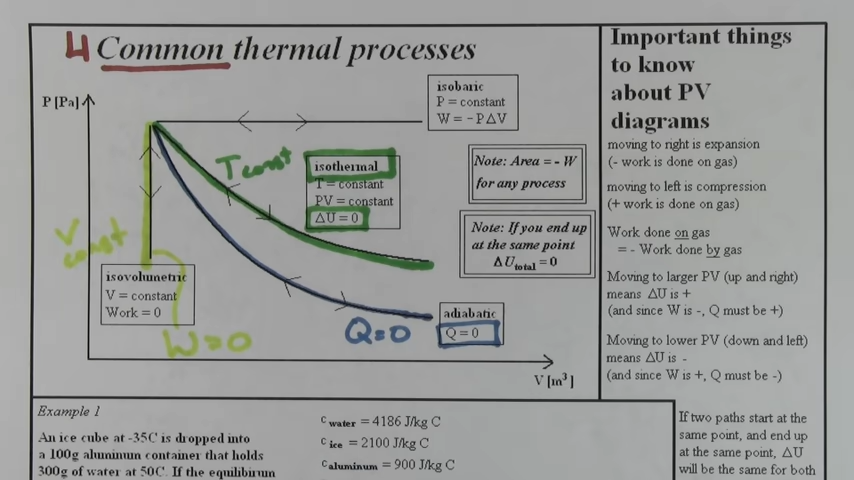 4 Common thermal processes
P [Pa]
isobaric
P = constant
W = - PΔV
T const
isothermal
T = constant
PV = constant
ΔU = 0
Note: Area = - W
for any process
Note: If you end up
at the same point
ΔU total = 0
V
const
isovolumetric
V = constant
Work = 0
W=0
Q=0
adiabatic
Q = 0
V [m³]
Important things
to know
about PV
diagrams
moving to right is expansion
(- work is done on gas)
moving to left is compression
(+ work is done on gas)
Work done on gas
= - Work done by gas
Moving to larger PV (up and right)
means ΔU is +
(and since W is -, Q must be +)
Moving to lower PV (down and left)
means ΔU is -
(and since W is +, Q must be -)
If two paths start at the
same point, and end up
at the same point, ΔU
will be the same for both
Example 1
An ice cube at -35C is dropped into
a 100g aluminum container that holds
300g of water at 50C. If the equilibirum
c water = 4186 J/kg C
c ice = 2100 J/kg C
c aluminum = 900 J/kg C